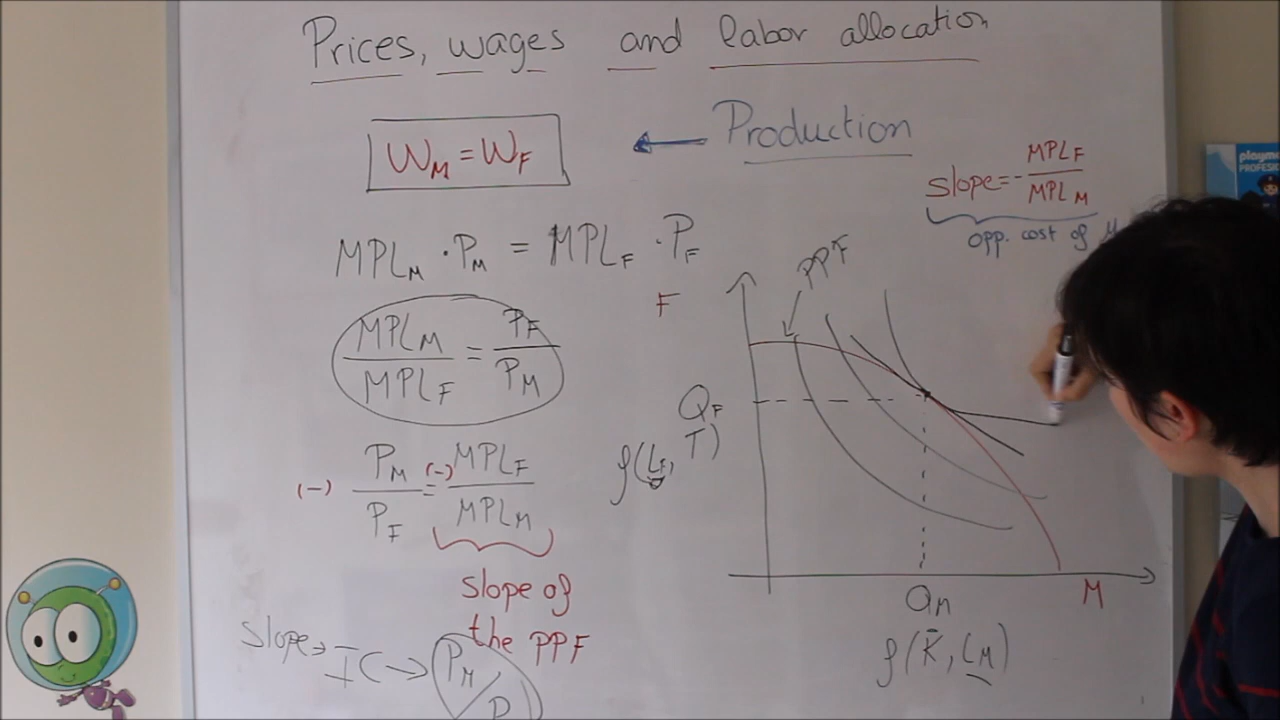 Prices, wages and labor allocation
W_M = W_F ← Production
slope = - MPL_F / MPL_M
opp. cost of M
MPL_M · P_M = MPL_F · P_F
MPL_M / MPL_F = P_F / P_M
F
PPF
Q_F
f(L_F, T)
(-) P_M / P_F = (-) MPL_F / MPL_M
slope of
the PPF
Slope → IC → P_M / P
Q_M
M
f(K̄, L_M)